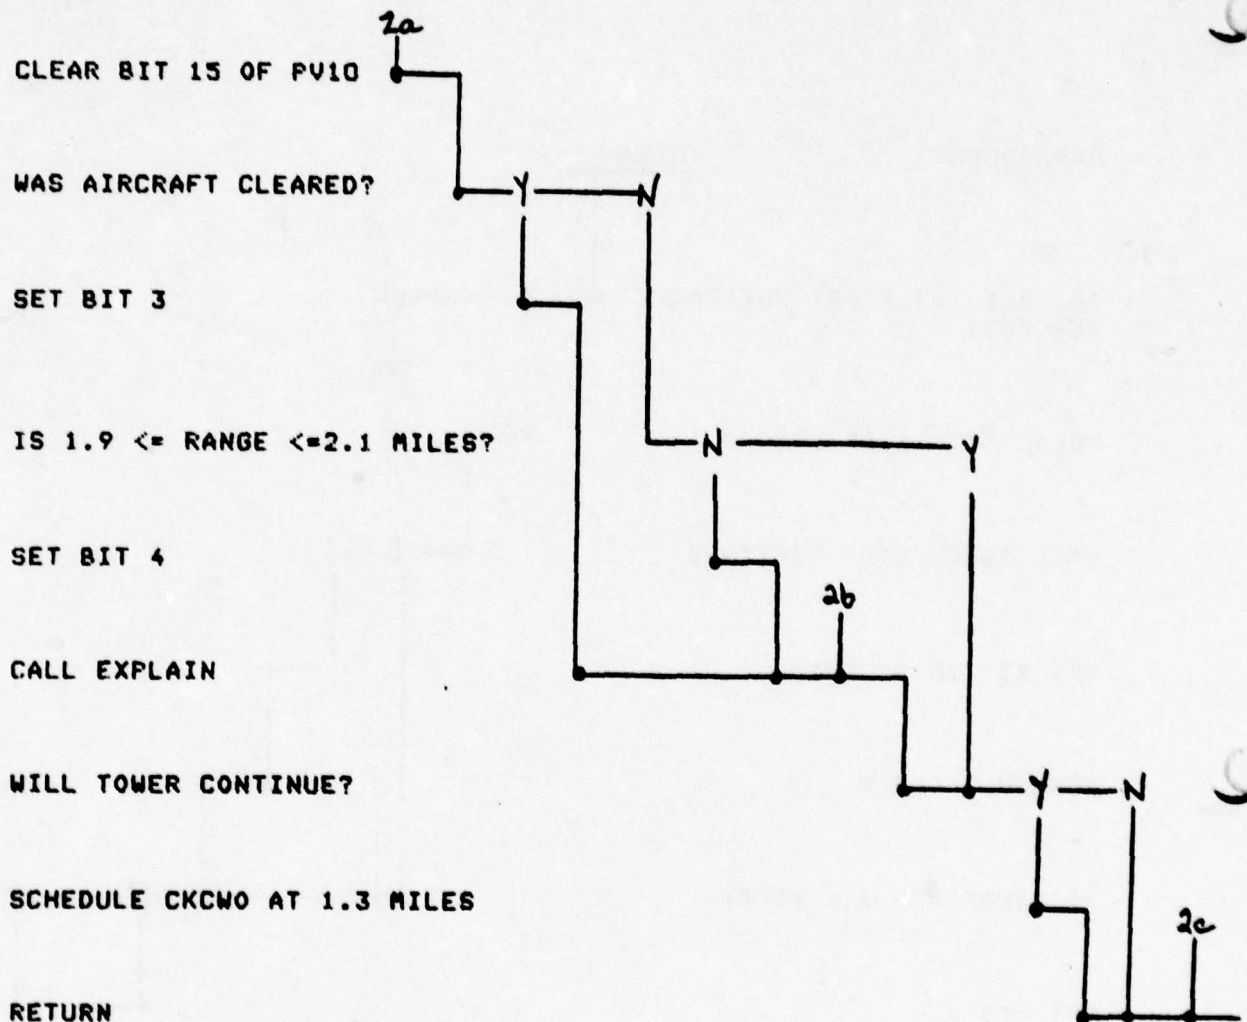 2a
CLEAR BIT 15 OF PV10
WAS AIRCRAFT CLEARED? Y N
SET BIT 3
IS 1.9 <= RANGE <=2.1 MILES? N Y
SET BIT 4
2b
CALL EXPLAIN
WILL TOWER CONTINUE? Y N
SCHEDULE CKCWO AT 1.3 MILES
2c
RETURN